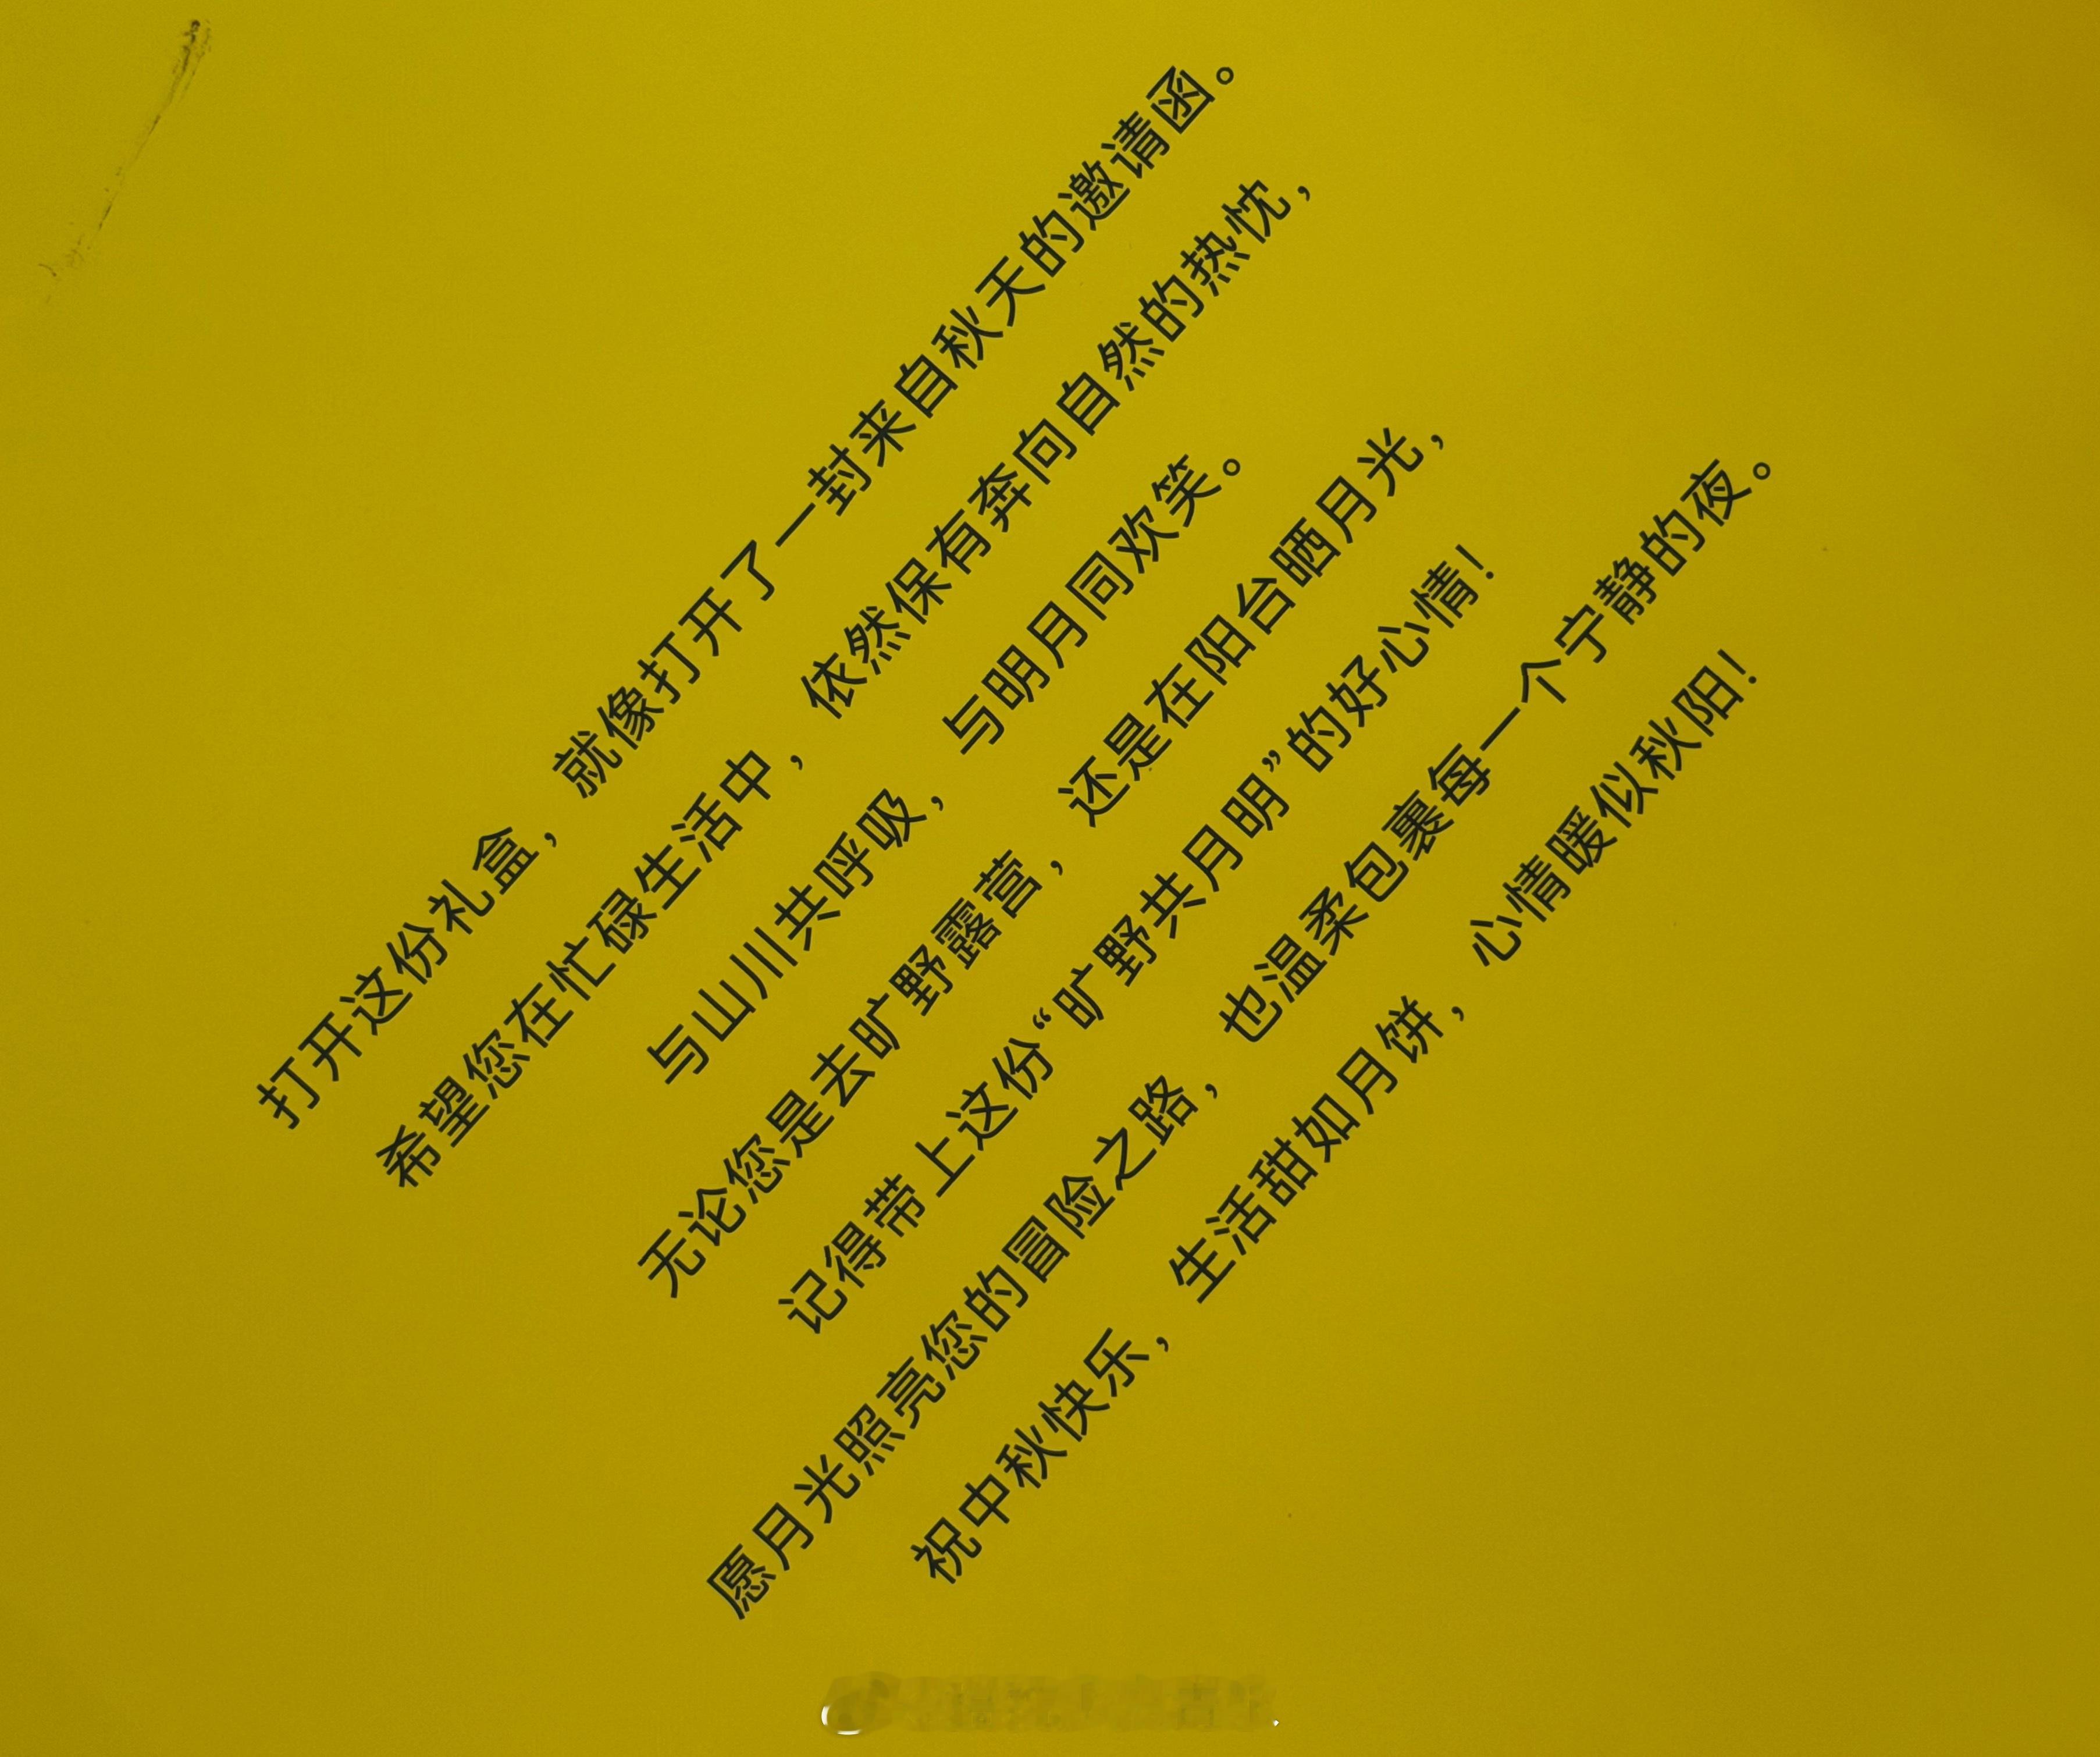 打开这份礼盒，就像打开了一封来自秋天的邀请函。
希望您在忙碌生活中，依然保有奔向自然的热忱，
与山川共呼吸，与明月同欢笑。
无论您是去旷野露营，还是在阳台晒月光，
记得带上这份“旷野共月明”的好心情！
愿月光照亮您的冒险之路，也温柔包裹每一个宁静的夜。
祝中秋快乐，生活甜如月饼，心情暖似秋阳！